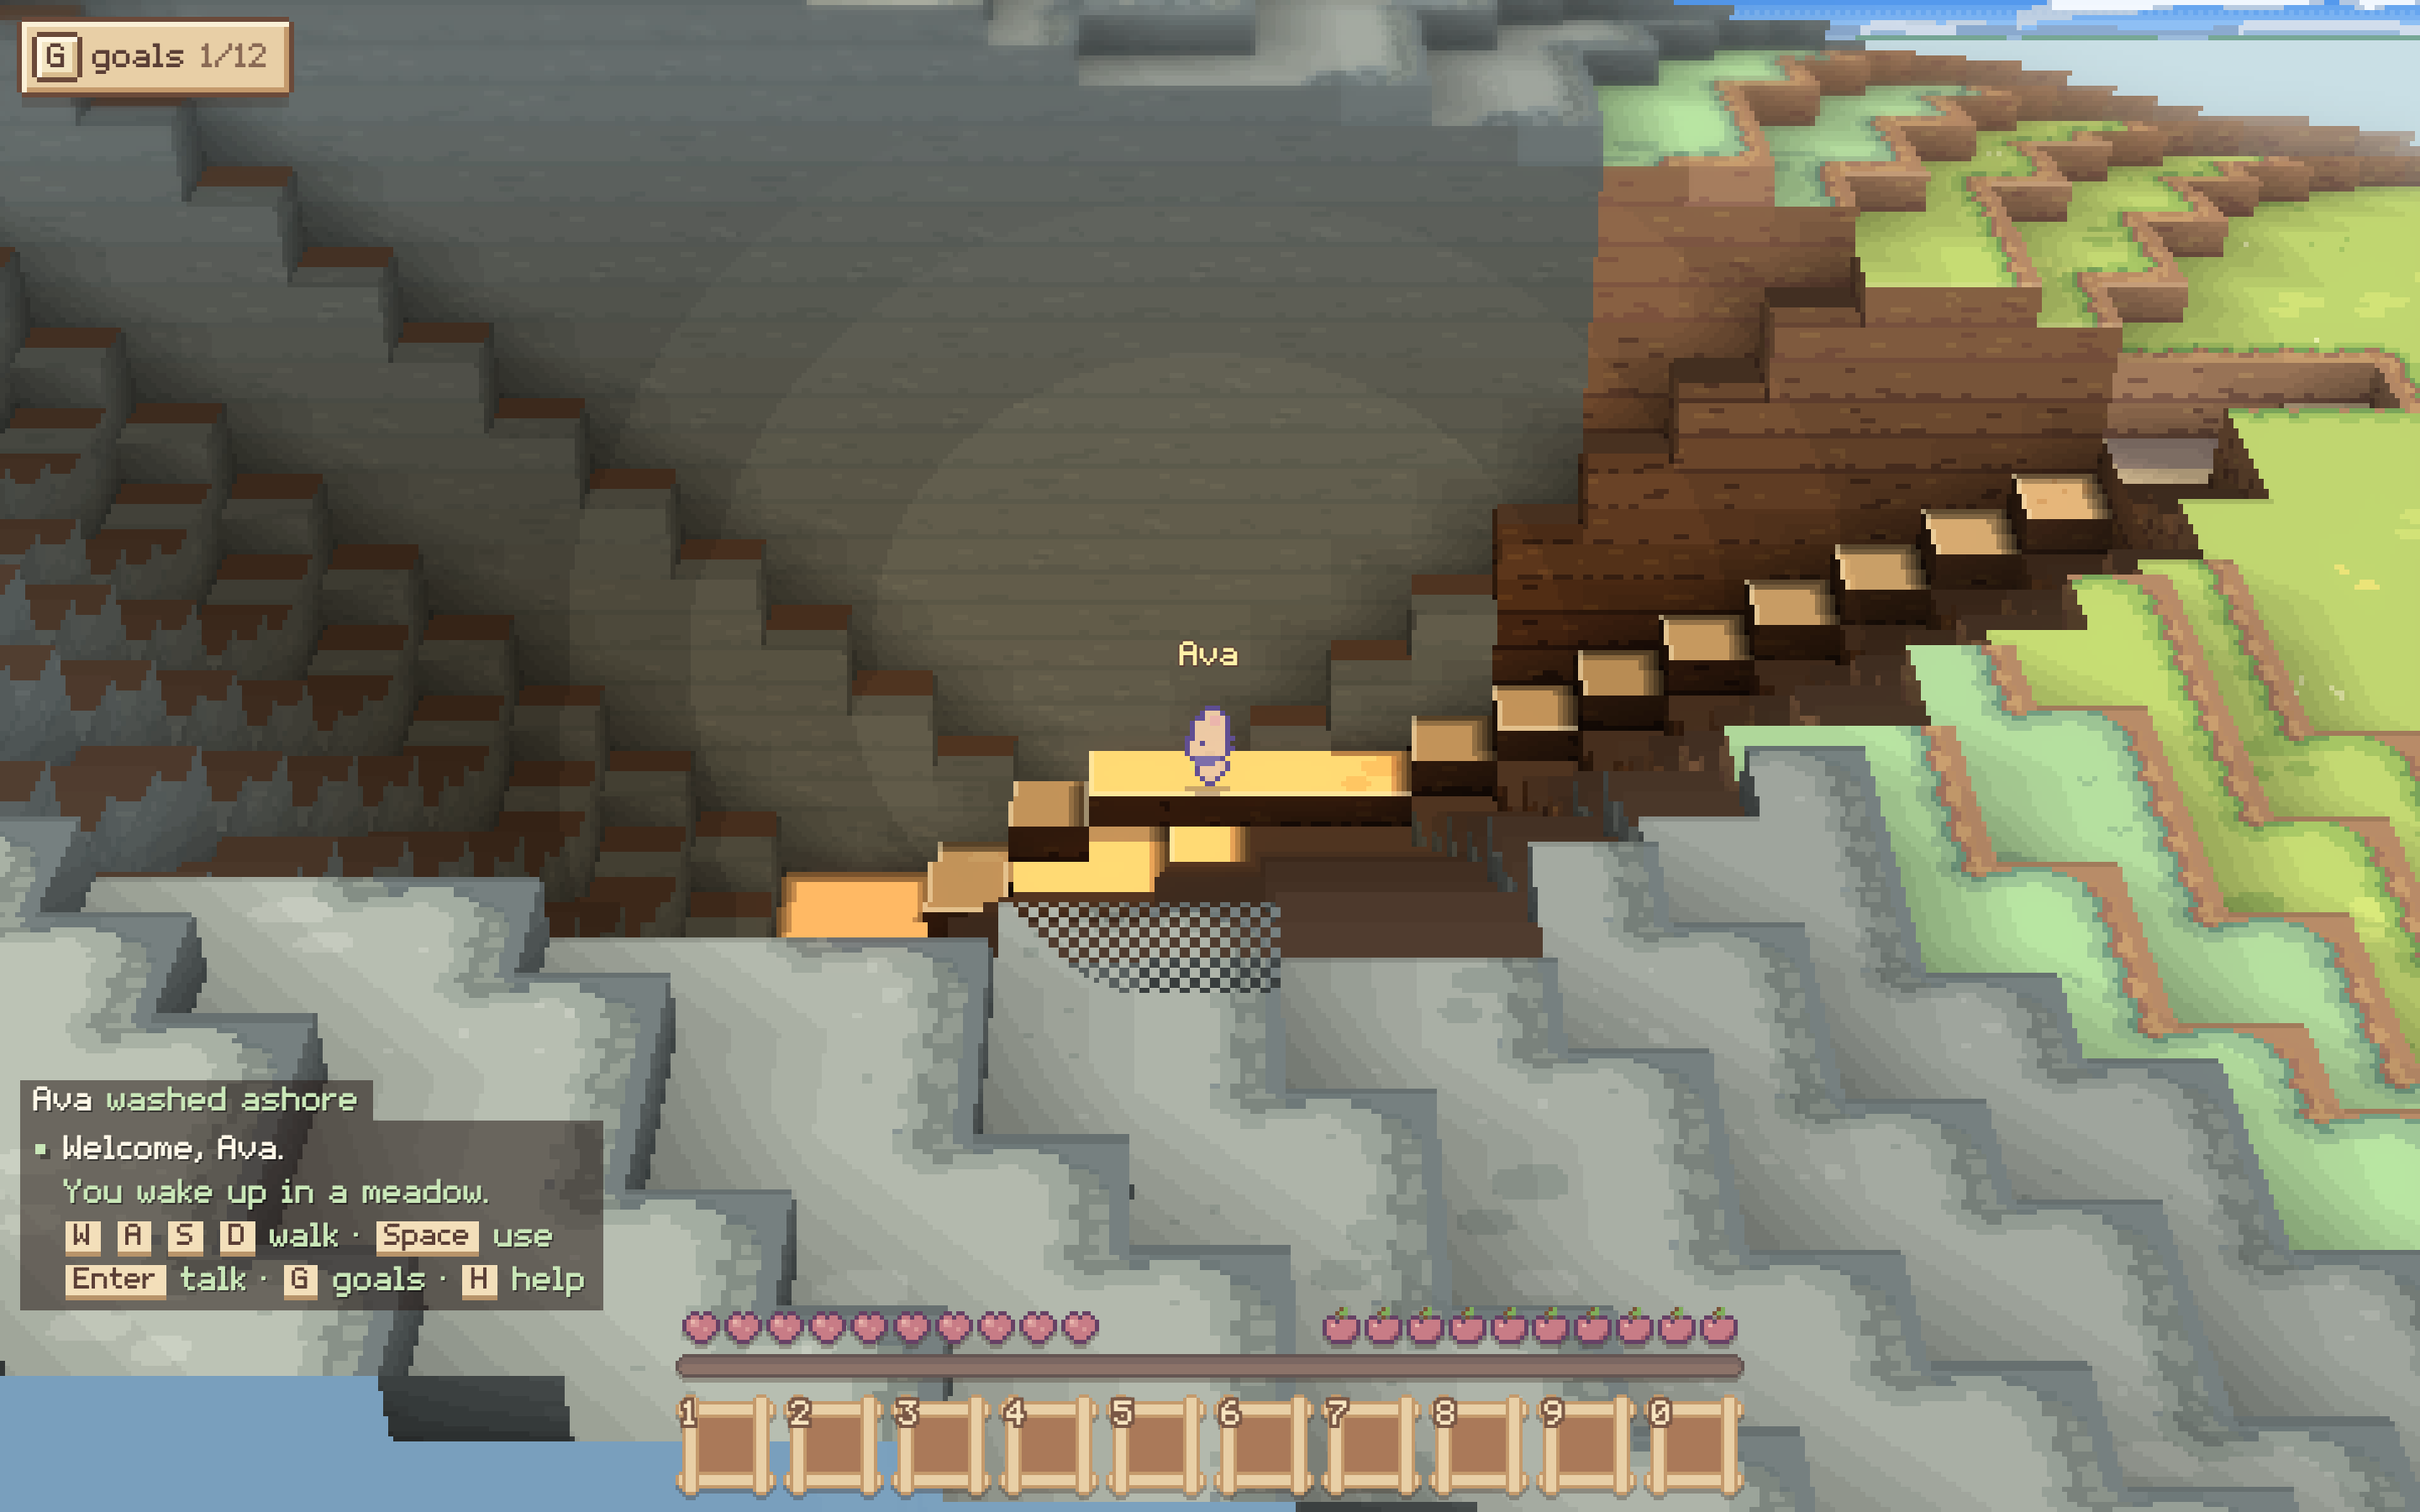 G goals 1/12
Ava
Ava washed ashore
Welcome, Ava.
You wake up in a meadow.
W A S D walk · Space use
Enter talk · G goals · H help
1 2 3 4 5 6 7 8 9 0